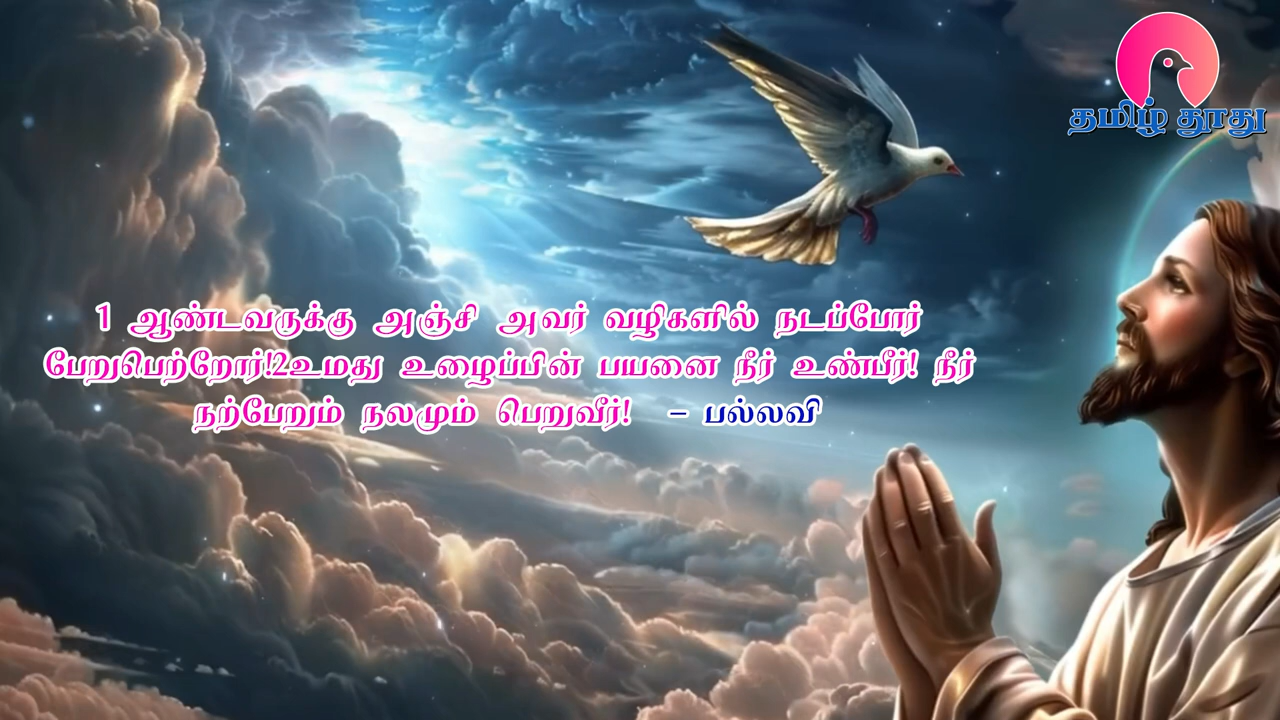 தமிழ் தூது
1 ஆண்டவருக்கு அஞ்சி அவர் வழிகளில் நடப்போர்
பேறுபெற்றோர்!2உமது உழைப்பின் பயனை நீர் உண்பீர்! நீர்
நற்பேறும் நலமும் பெறுவீர்! – பல்லவி